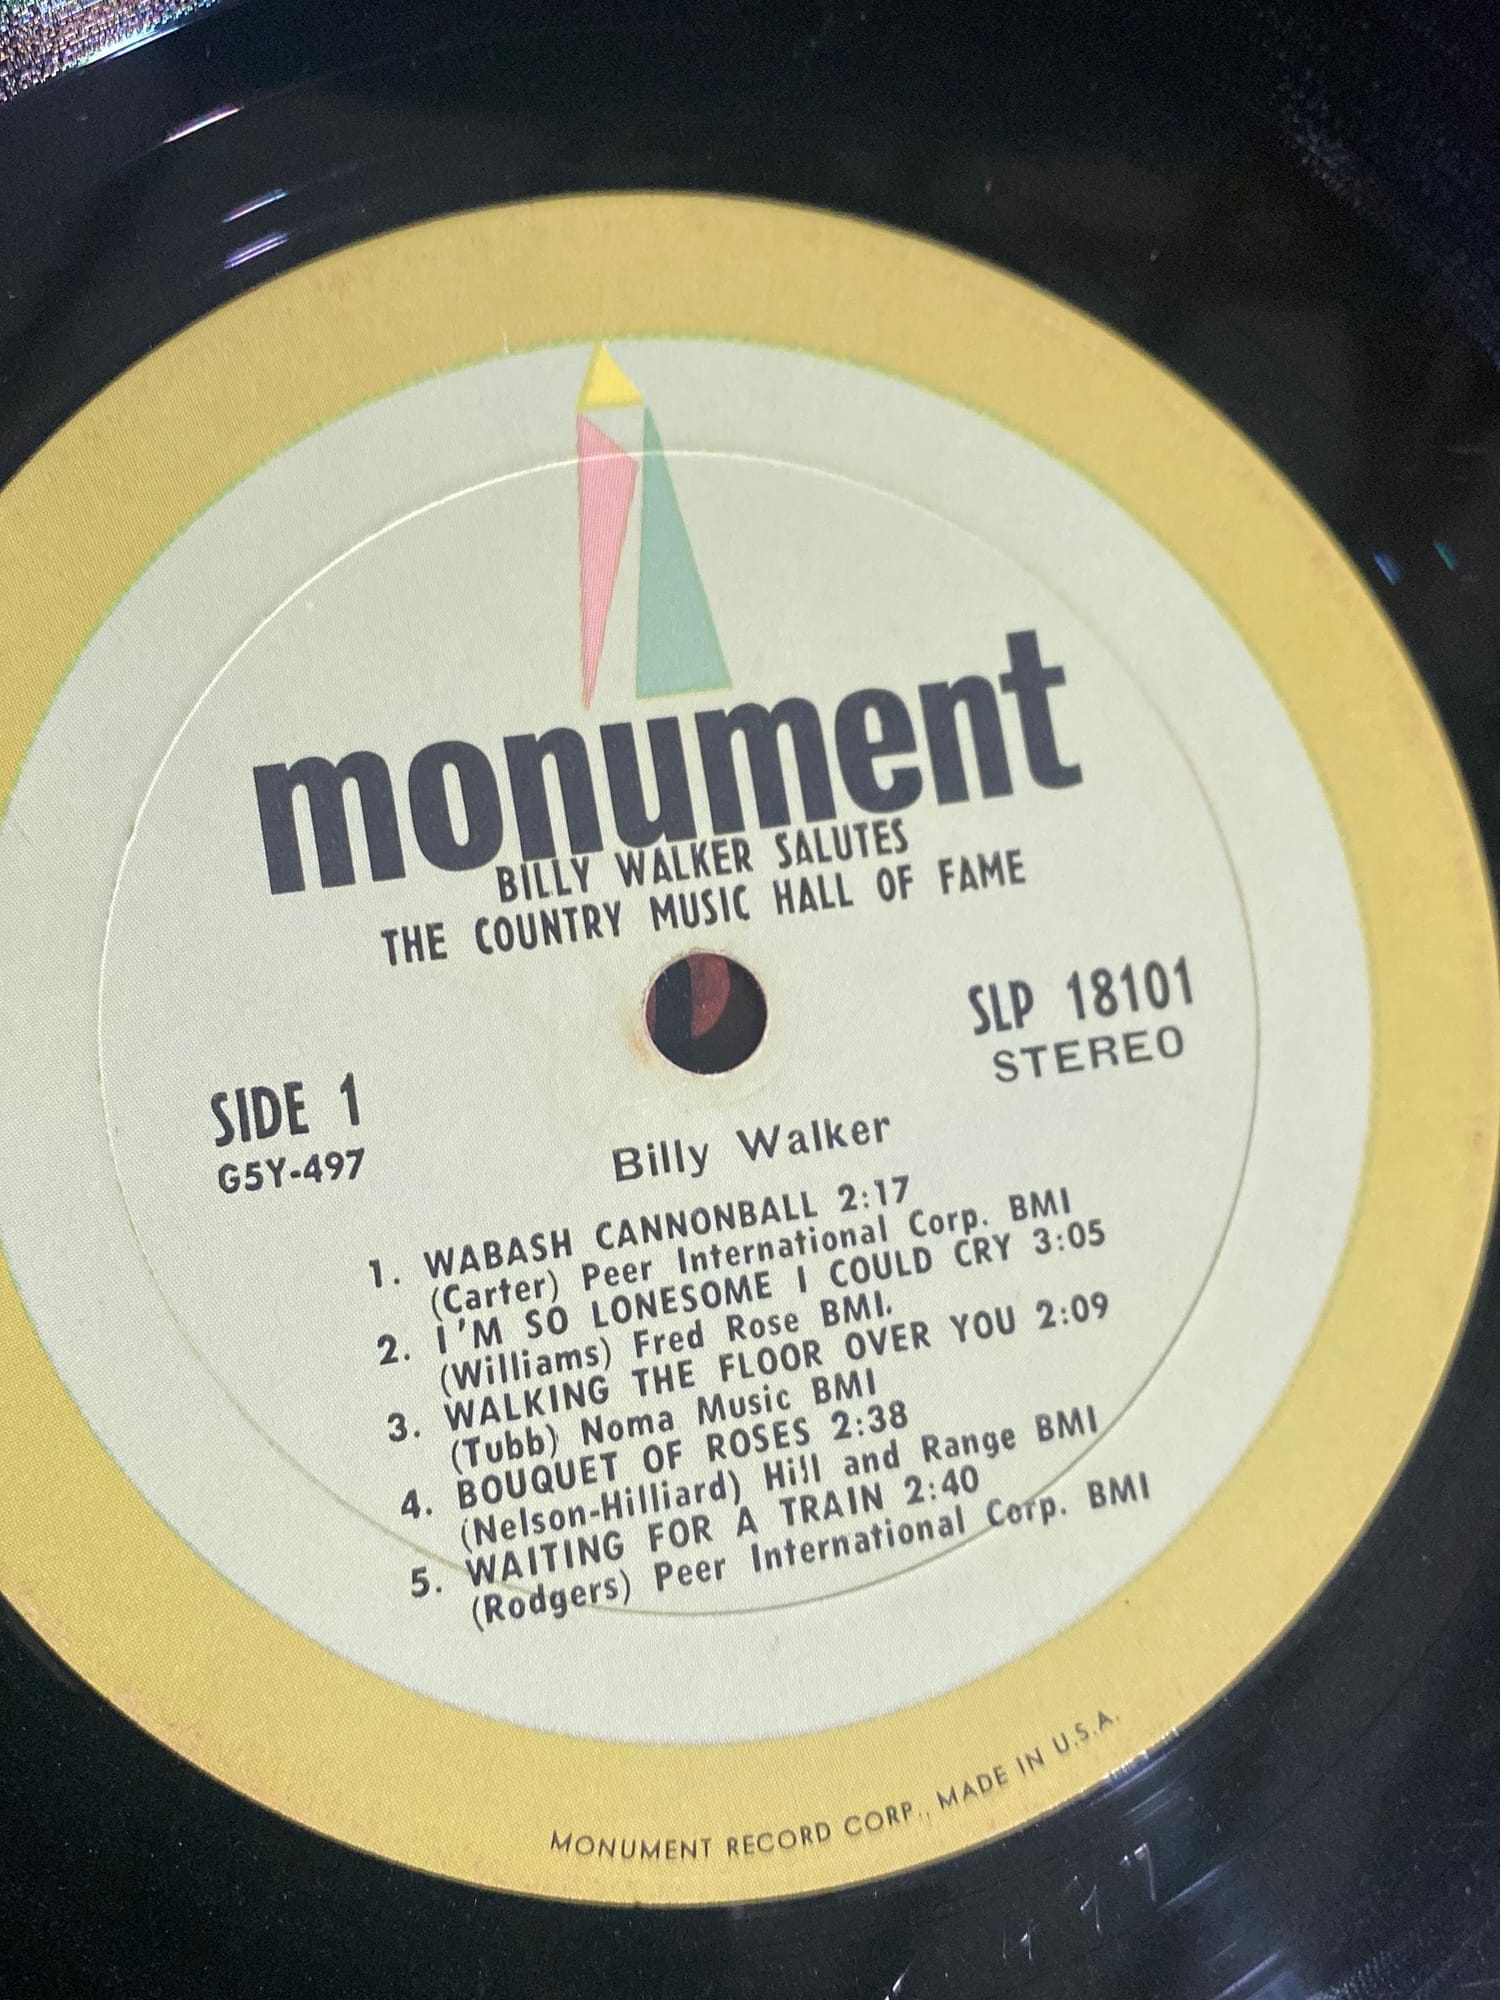 monument
BILLY WALKER SALUTES
THE COUNTRY MUSIC HALL OF FAME
SLP 18101
STEREO
SIDE 1
G5Y-497
Billy Walker
1. WABASH CANNONBALL 2:17
(Carter) Peer International Corp. BMI
2. I'M SO LONESOME I COULD CRY 3:05
(Williams) Fred Rose BMI.
3. WALKING THE FLOOR OVER YOU 2:09
(Tubb) Noma Music BMI
4. BOUQUET OF ROSES 2:38
(Nelson-Hilliard) Hill and Range BMI
5. WAITING FOR A TRAIN 2:40
(Rodgers) Peer International Corp. BMI
MONUMENT RECORD CORP., MADE IN U.S.A.